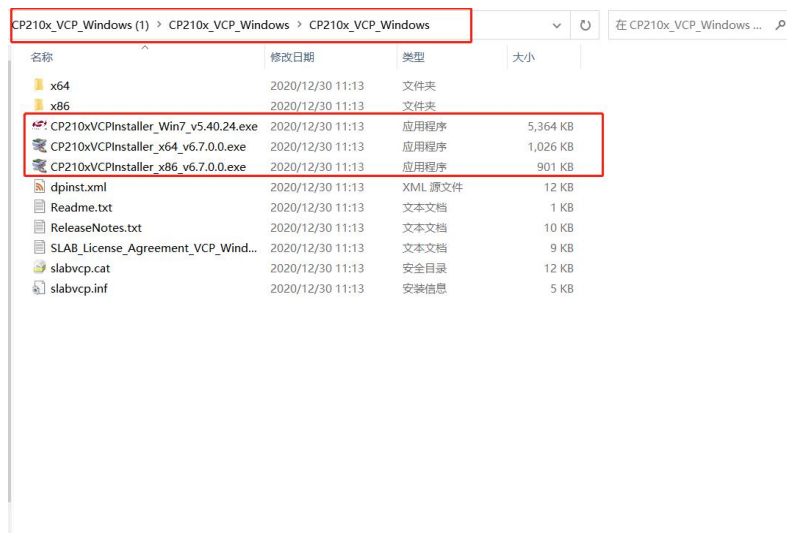 CP210x_VCP_Windows (1) > CP210x_VCP_Windows > CP210x_VCP_Windows 在 CP210x_VCP_Windows ...
名称 修改日期 类型 大小
x64 2020/12/30 11:13 文件夹
x86 2020/12/30 11:13 文件夹
CP210xVCPInstaller_Win7_v5.40.24.exe 2020/12/30 11:13 应用程序 5,364 KB
CP210xVCPInstaller_x64_v6.7.0.0.exe 2020/12/30 11:13 应用程序 1,026 KB
CP210xVCPInstaller_x86_v6.7.0.0.exe 2020/12/30 11:13 应用程序 901 KB
dpinst.xml 2020/12/30 11:13 XML 源文件 12 KB
Readme.txt 2020/12/30 11:13 文本文档 1 KB
ReleaseNotes.txt 2020/12/30 11:13 文本文档 10 KB
SLAB_License_Agreement_VCP_Wind... 2020/12/30 11:13 文本文档 9 KB
slabvcp.cat 2020/12/30 11:13 安全目录 12 KB
slabvcp.inf 2020/12/30 11:13 安装信息 5 KB